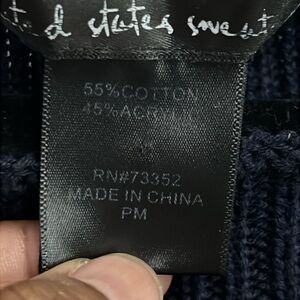 d states sweat
55%COTTON
45%ACRYLIC
RN#73352
MADE IN CHINA
PM